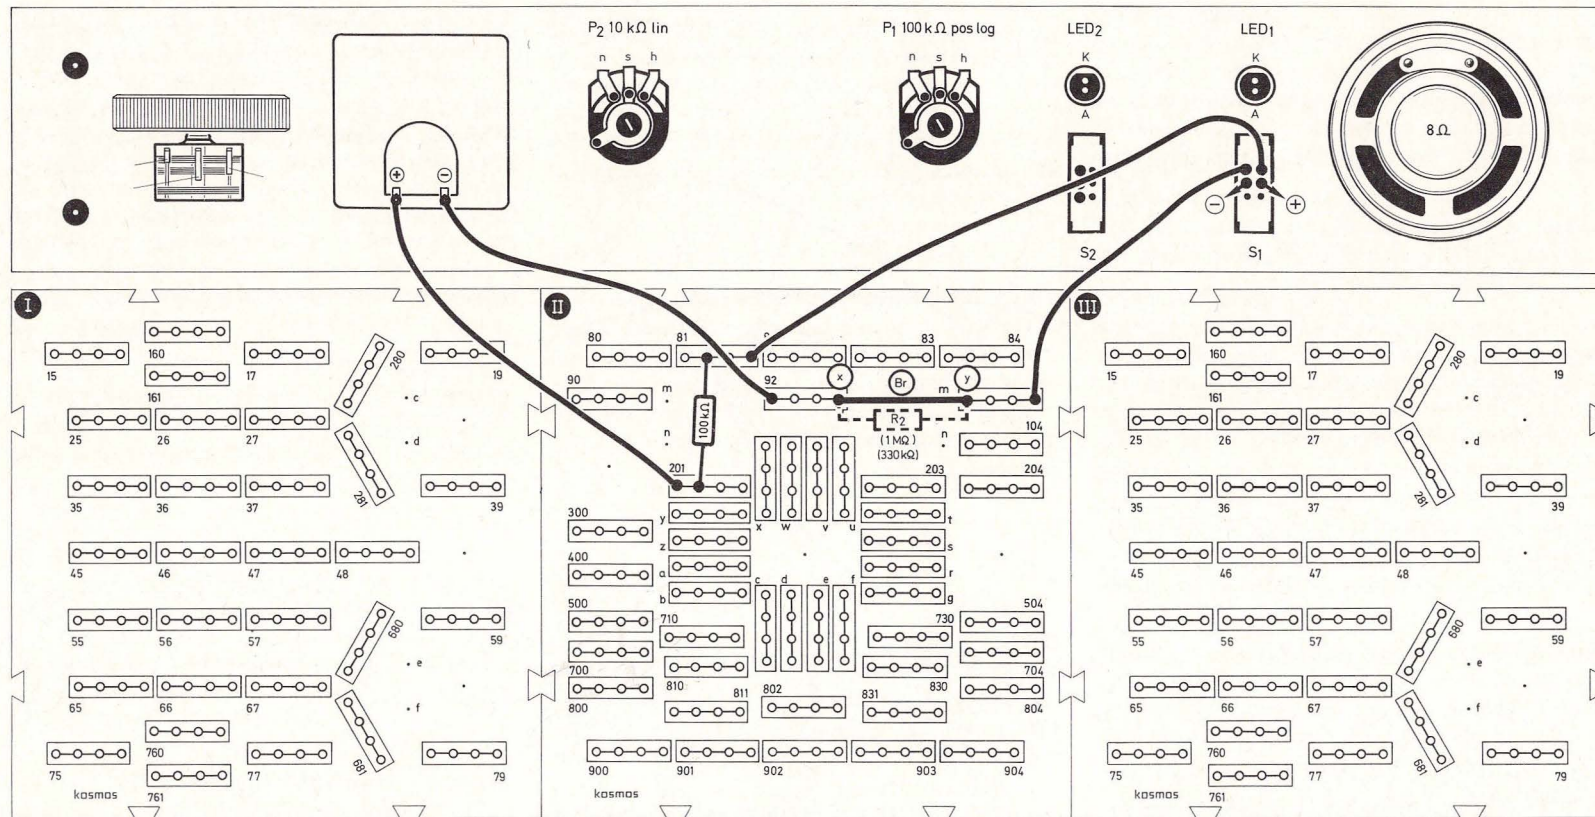 P2 10 kΩ lin
n s h
P1 100 kΩ pos log
n s h
LED2
K
A
S2
LED1
K
A
S1
8 Ω
+ −
− +
I
15
160
161
17
280
19
c
25
26
27
d
281
35
36
37
39
45
46
47
48
55
56
57
680
59
e
65
66
67
f
681
75
760
761
77
79
kosmos
II
80
81
83
84
90
m
92
x
Br
y
m
n
100 kΩ
R2
(1 MΩ)
(330 kΩ)
n
104
201
203
204
x w v u
300
y
z
t
s
400
a
b
r
g
c d e f
500
710
730
504
700
810
811
802
831
830
704
800
804
900
901
902
903
904
kosmos
III
15
160
161
17
280
19
c
25
26
27
d
281
35
36
37
39
45
46
47
48
55
56
57
680
59
e
65
66
67
f
681
75
760
761
77
79
kosmos